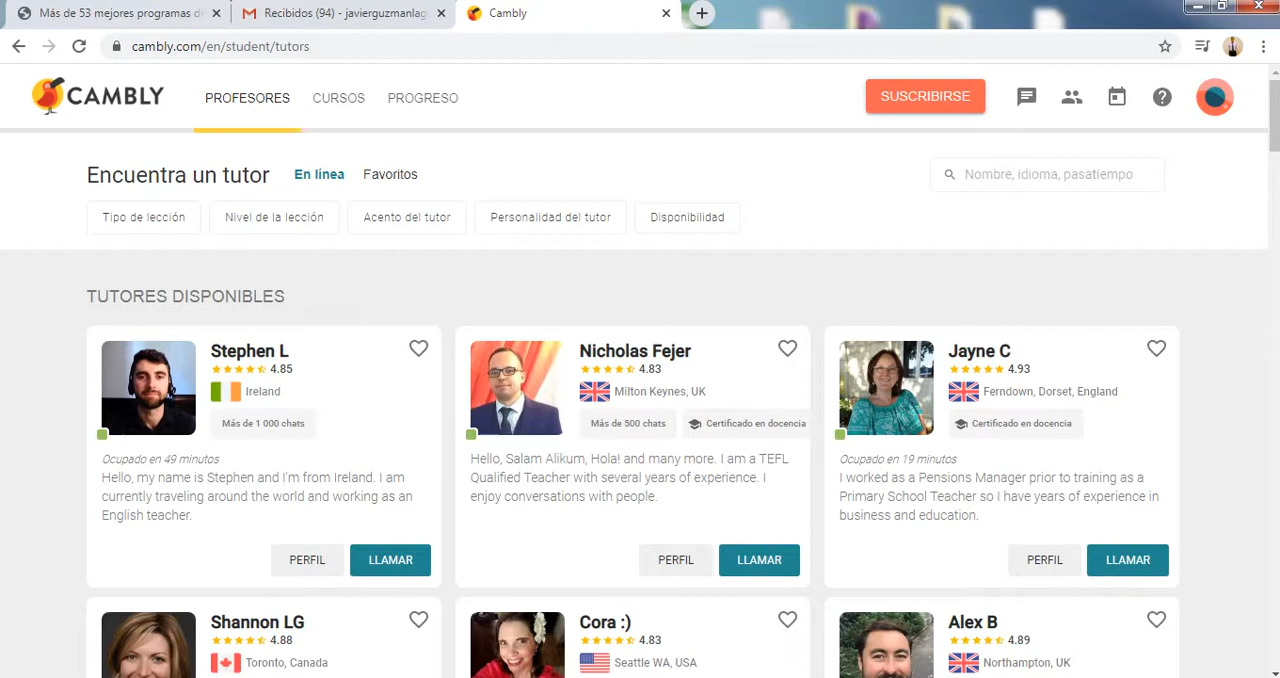 Más de 53 mejores programas de
Recibidos (94) - javierguzmanlag
Cambly
cambly.com/en/student/tutors
CAMBLY
PROFESORES CURSOS PROGRESO
SUSCRIBIRSE
Encuentra un tutor En línea Favoritos
Nombre, idioma, pasatiempo
Tipo de lección Nivel de la lección Acento del tutor Personalidad del tutor Disponibilidad
TUTORES DISPONIBLES
Stephen L
4.85
Ireland
Más de 1 000 chats
Ocupado en 49 minutos
Hello, my name is Stephen and I'm from Ireland. I am
currently traveling around the world and working as an
English teacher.
PERFIL LLAMAR
Nicholas Fejer
4.83
Milton Keynes, UK
Más de 500 chats Certificado en docencia
Hello, Salam Alikum, Hola! and many more. I am a TEFL
Qualified Teacher with several years of experience. I
enjoy conversations with people.
PERFIL LLAMAR
Jayne C
4.93
Ferndown, Dorset, England
Certificado en docencia
Ocupado en 19 minutos
I worked as a Pensions Manager prior to training as a
Primary School Teacher so I have years of experience in
business and education.
PERFIL LLAMAR
Shannon LG
4.88
Toronto, Canada
Cora :)
4.83
Seattle WA, USA
Alex B
4.89
Northampton, UK